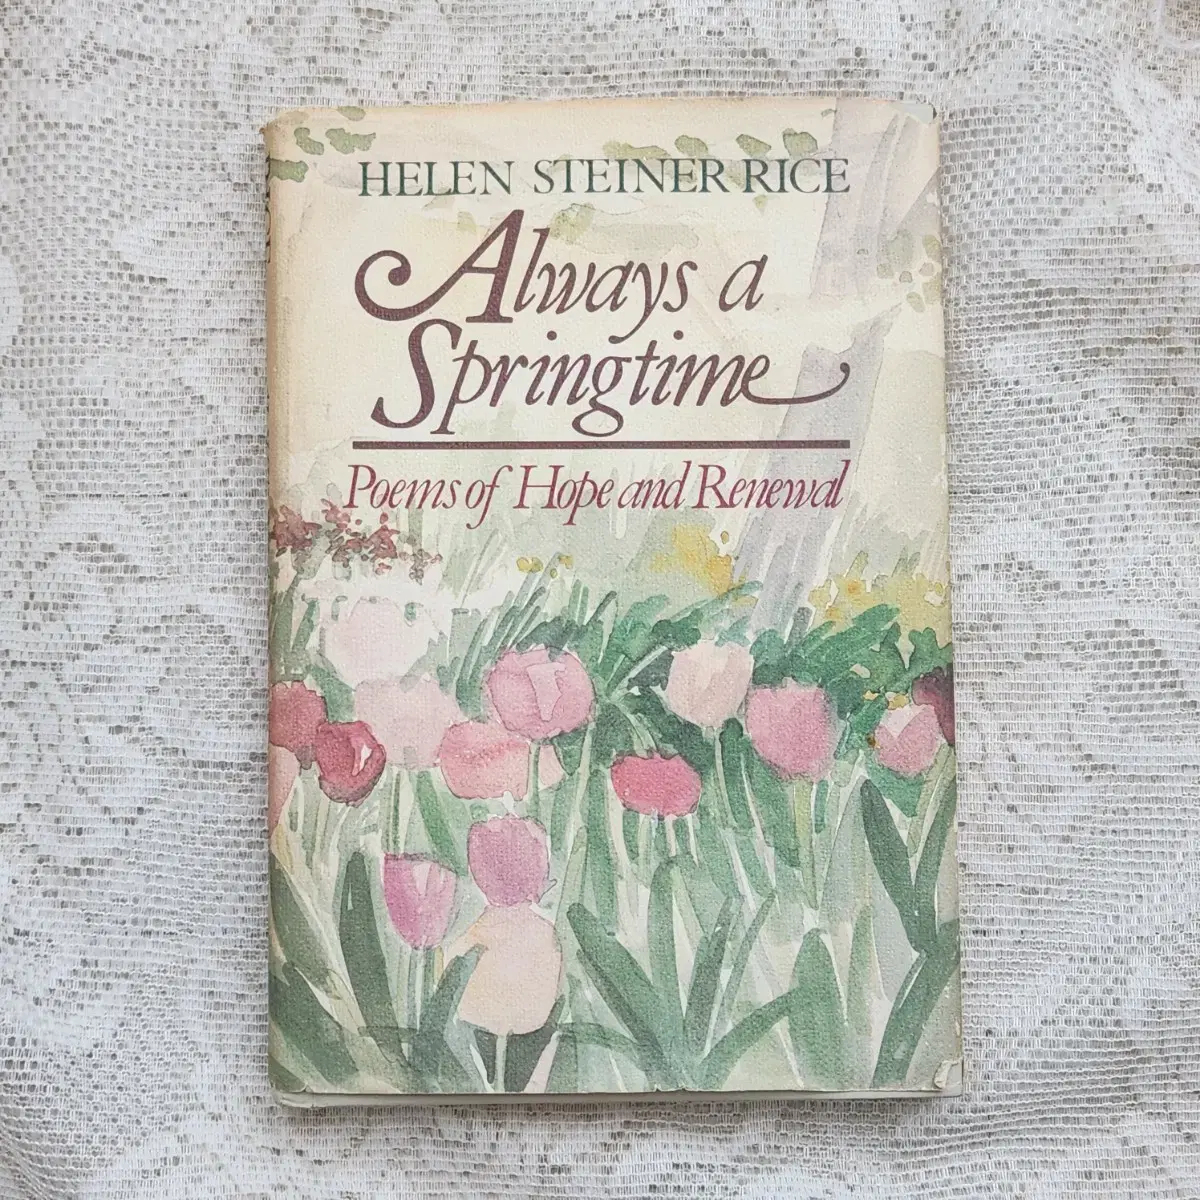 HELEN STEINER RICE
Always a
Springtime
Poems of Hope and Renewal